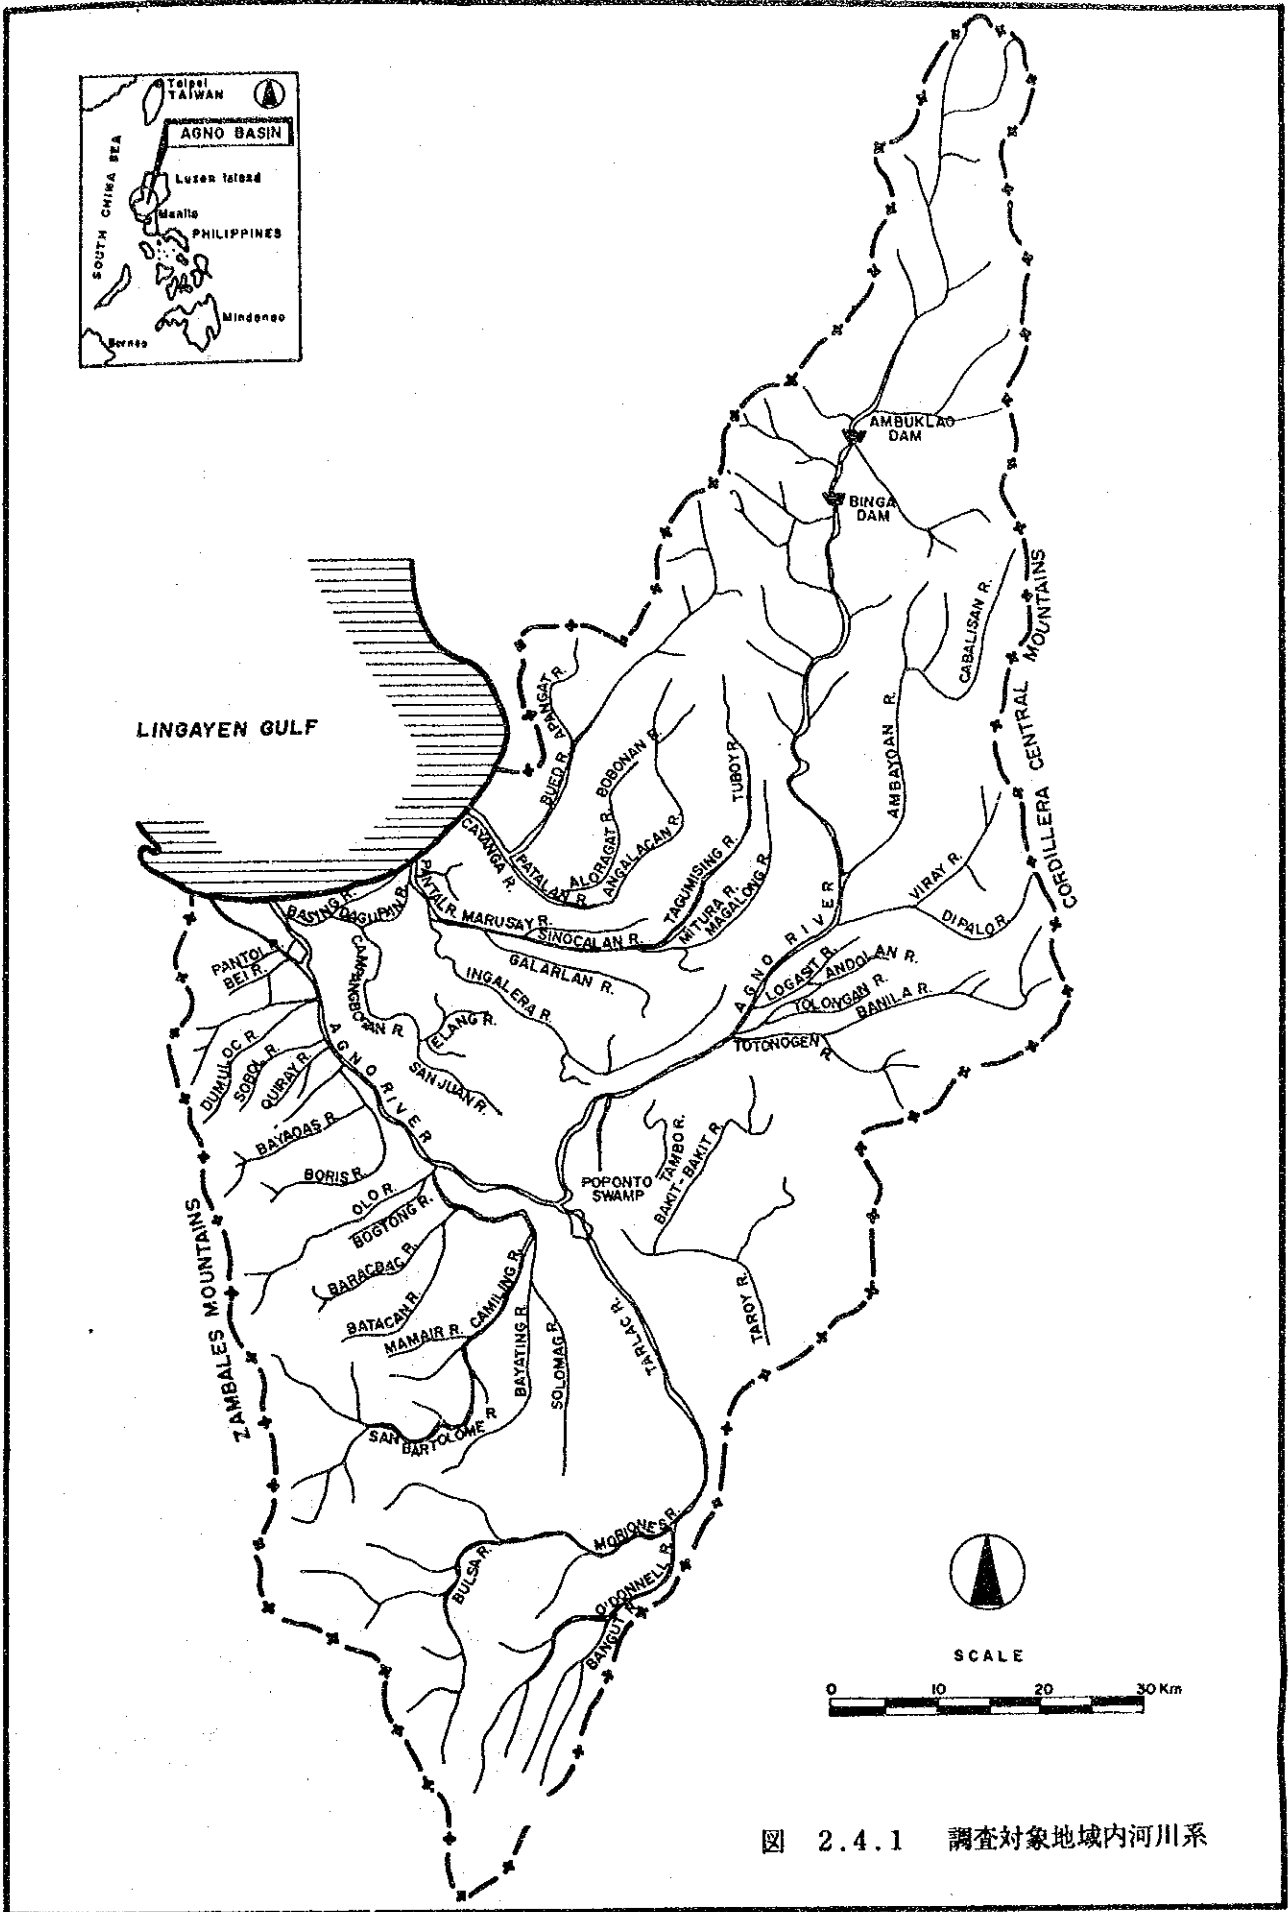 Taipei
TAIWAN
AGNO BASIN
SOUTH CHINA SEA
Luzon Island
Manila
PHILIPPINES
Mindanao
Borneo
AMBUKLAO
DAM
BINGA
DAM
CORDILLERA CENTRAL MOUNTAINS
CABALISAN R.
LINGAYEN GULF
APANGAT R.
BUED R.
BOBONAN R.
TUBOY R.
AMBAYOAN R.
CAYANGA R.
PATALAN R.
ALORAGAT R.
ANGALACAN R.
TAGUMISING R.
MITURA R.
MAGALONG R.
VIRAY R.
DIPALO R.
BASING R.
DAGUPAN R.
PANTAL R.
MARUSAY R.
SINOCALAN R.
GALARLAN R.
INGALERA R.
AGNO RIVER
LOGASIT R.
ANDOLAN R.
TOLONGAN R.
BANILA R.
TOTONOGEN R.
PANTOL R.
BEI R.
ELANG R.
SAN JUAN R.
DUMULOC R.
SOBOL R.
QUIRAY R.
AGNO RIVER
BAYAOAS R.
BORIS R.
POPONTO
SWAMP
TAMBOR R.
BAKIT-BAKIT R.
OLO R.
BOGTONG R.
BARACBAC R.
BATACAN R.
MAMAIR R.
CAMILING R.
BAYATING R.
SOLOMAG R.
TARLAC R.
TAROY R.
ZAMBALES MOUNTAINS
SAN BARTOLOME R.
MORIONES R.
BULSA R.
O'DONNELL R.
BANGUT R.
SCALE
0 10 20 30 Km
図 2.4.1 調査対象地域内河川系